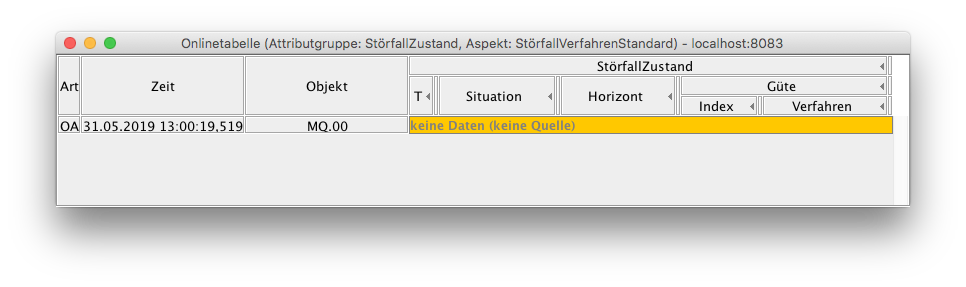 Onlinetabelle (Attributgruppe: StörfallZustand, Aspekt: StörfallVerfahrenStandard) - localhost:8083
StörfallZustand
Art Zeit Objekt T Situation Horizont Güte
Index Verfahren
OA 31.05.2019 13:00:19,519 MQ.00 keine Daten (keine Quelle)